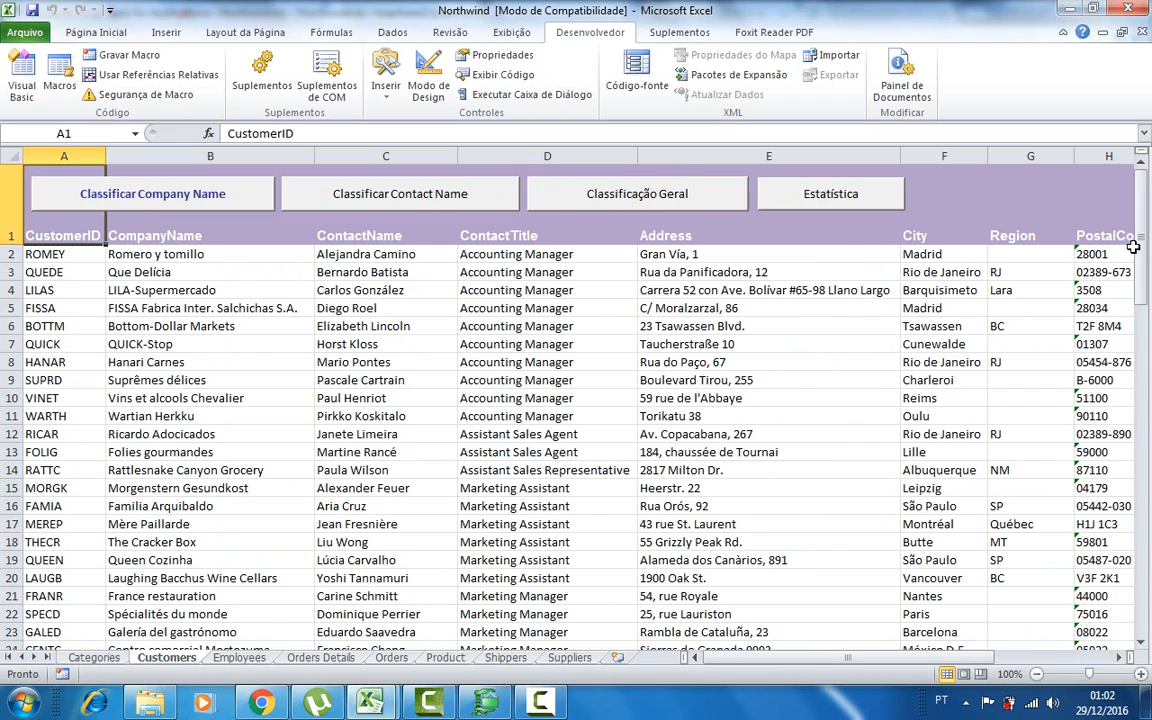 Northwind [Modo de Compatibilidade] - Microsoft Excel
Arquivo Página Inicial Inserir Layout da Página Fórmulas Dados Revisão Exibição Desenvolvedor Suplementos Foxit Reader PDF
Visual Basic
Macros
Gravar Macro
Usar Referências Relativas
Segurança de Macro
Código
Suplementos
Suplementos de COM
Suplementos
Inserir
Modo de Design
Propriedades
Exibir Código
Executar Caixa de Diálogo
Controles
Código-fonte
Propriedades do Mapa
Pacotes de Expansão
Atualizar Dados
Importar
Exportar
XML
Painel de Documentos
Modificar
A1 fx CustomerID
A B C D E F G H
Classificar Company Name Classificar Contact Name Classificação Geral Estatística
1 CustomerID CompanyName ContactName ContactTitle Address City Region PostalCo
2 ROMEY Romero y tomillo Alejandra Camino Accounting Manager Gran Vía, 1 Madrid 28001
3 QUEDE Que Delícia Bernardo Batista Accounting Manager Rua da Panificadora, 12 Rio de Janeiro RJ 02389-673
4 LILAS LILA-Supermercado Carlos González Accounting Manager Carrera 52 con Ave. Bolívar #65-98 Llano Largo Barquisimeto Lara 3508
5 FISSA FISSA Fabrica Inter. Salchichas S.A. Diego Roel Accounting Manager C/ Moralzarzal, 86 Madrid 28034
6 BOTTM Bottom-Dollar Markets Elizabeth Lincoln Accounting Manager 23 Tsawassen Blvd. Tsawassen BC T2F 8M4
7 QUICK QUICK-Stop Horst Kloss Accounting Manager Taucherstraße 10 Cunewalde 01307
8 HANAR Hanari Carnes Mario Pontes Accounting Manager Rua do Paço, 67 Rio de Janeiro RJ 05454-876
9 SUPRD Suprêmes délices Pascale Cartrain Accounting Manager Boulevard Tirou, 255 Charleroi B-6000
10 VINET Vins et alcools Chevalier Paul Henriot Accounting Manager 59 rue de l'Abbaye Reims 51100
11 WARTH Wartian Herkku Pirkko Koskitalo Accounting Manager Torikatu 38 Oulu 90110
12 RICAR Ricardo Adocicados Janete Limeira Assistant Sales Agent Av. Copacabana, 267 Rio de Janeiro RJ 02389-890
13 FOLIG Folies gourmandes Martine Rancé Assistant Sales Agent 184, chaussée de Tournai Lille 59000
14 RATTC Rattlesnake Canyon Grocery Paula Wilson Assistant Sales Representative 2817 Milton Dr. Albuquerque NM 87110
15 MORGK Morgenstern Gesundkost Alexander Feuer Marketing Assistant Heerstr. 22 Leipzig 04179
16 FAMIA Familia Arquibaldo Aria Cruz Marketing Assistant Rua Orós, 92 São Paulo SP 05442-030
17 MEREP Mère Paillarde Jean Fresnière Marketing Assistant 43 rue St. Laurent Montréal Québec H1J 1C3
18 THECR The Cracker Box Liu Wong Marketing Assistant 55 Grizzly Peak Rd. Butte MT 59801
19 QUEEN Queen Cozinha Lúcia Carvalho Marketing Assistant Alameda dos Canàrios, 891 São Paulo SP 05487-020
20 LAUGB Laughing Bacchus Wine Cellars Yoshi Tannamuri Marketing Assistant 1900 Oak St. Vancouver BC V3F 2K1
21 FRANR France restauration Carine Schmitt Marketing Manager 54, rue Royale Nantes 44000
22 SPECD Spécialités du monde Dominique Perrier Marketing Manager 25, rue Lauriston Paris 75016
23 GALED Galería del gastrónomo Eduardo Saavedra Marketing Manager Rambla de Cataluña, 23 Barcelona 08022
Categories Customers Employees Orders Details Orders Product Shippers Suppliers
Pronto 100%
PT 01:02
29/12/2016